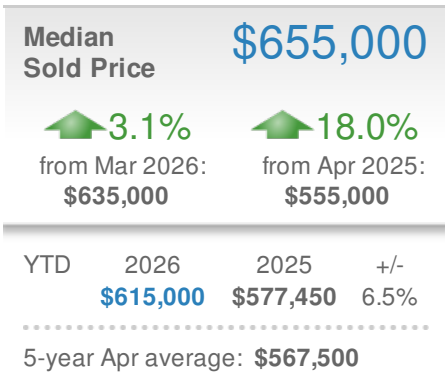 Median
Sold Price
$655,000
3.1%
from Mar 2026:
$635,000
18.0%
from Apr 2025:
$555,000
YTD 2026 2025 +/-
$615,000 $577,450 6.5%
5-year Apr average: $567,500